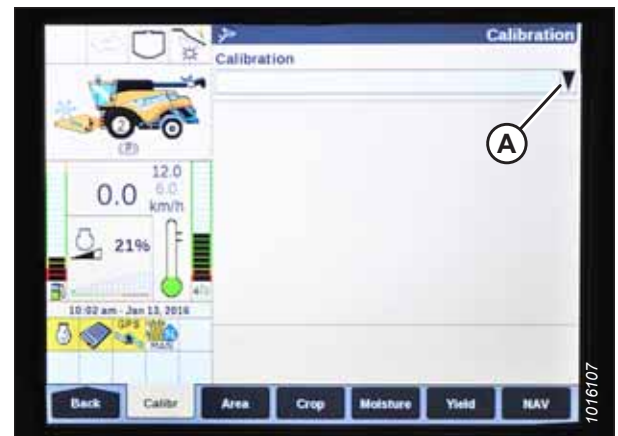 Calibration
Calibration
A
2
(P)
12.0
0.0
6.0
km/h
21%
10:02 am - Jan 13, 2016
GPS
MAN
Back
Calibr
Area
Crop
Moisture
Yield
NAV
1016107